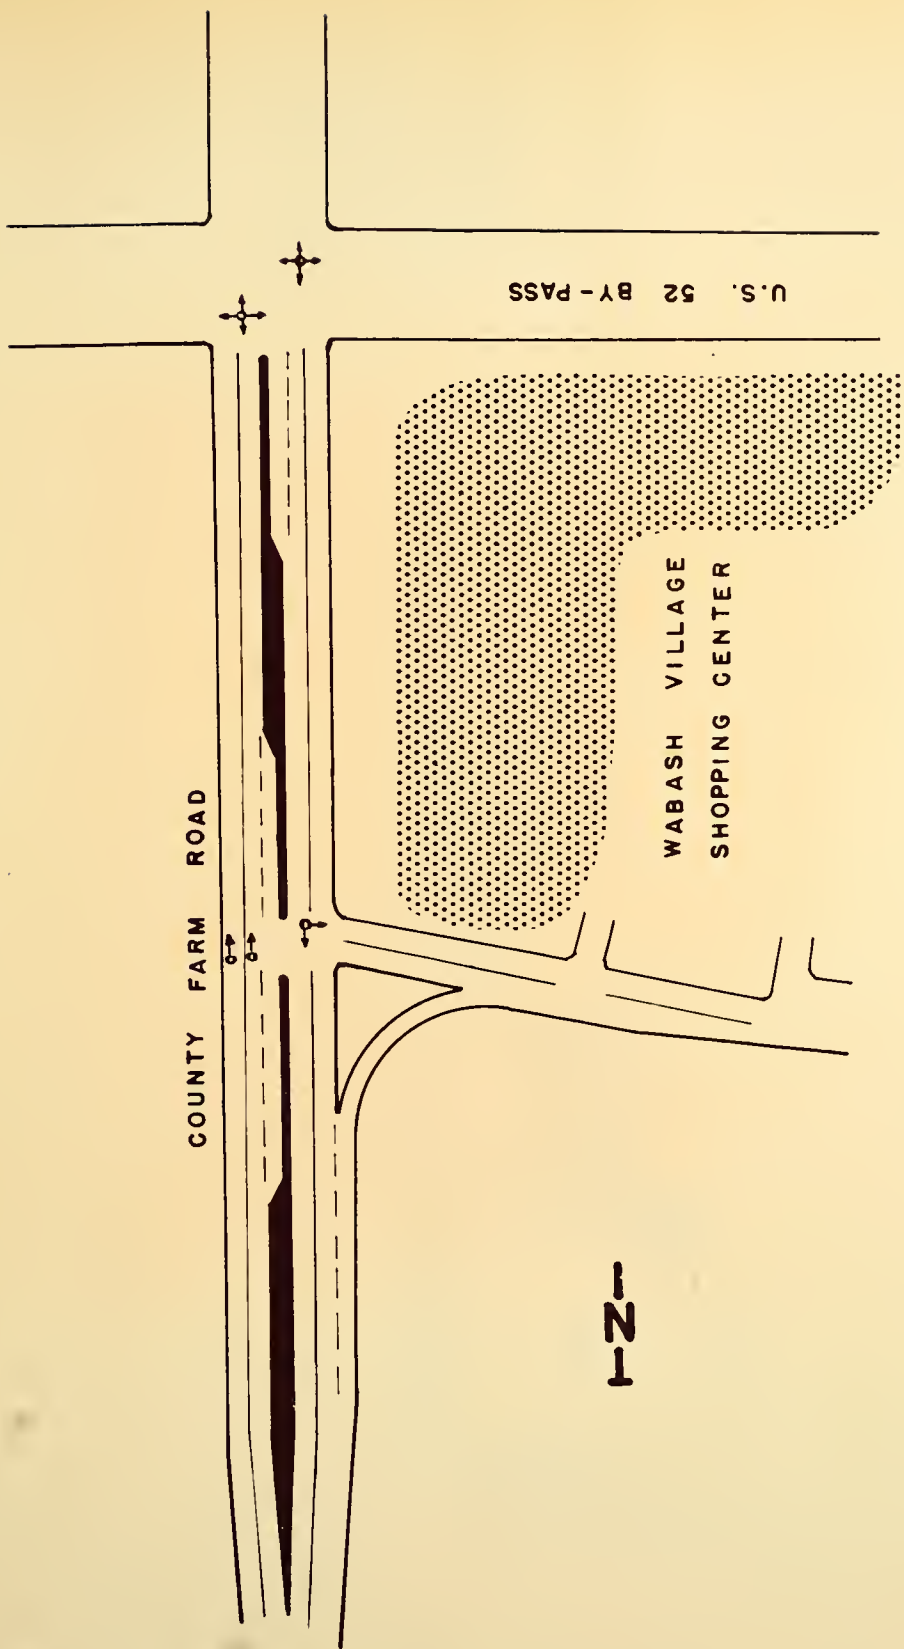 COUNTY FARM ROAD
U.S. 52 BY-PASS
WABASH VILLAGE
SHOPPING CENTER
N